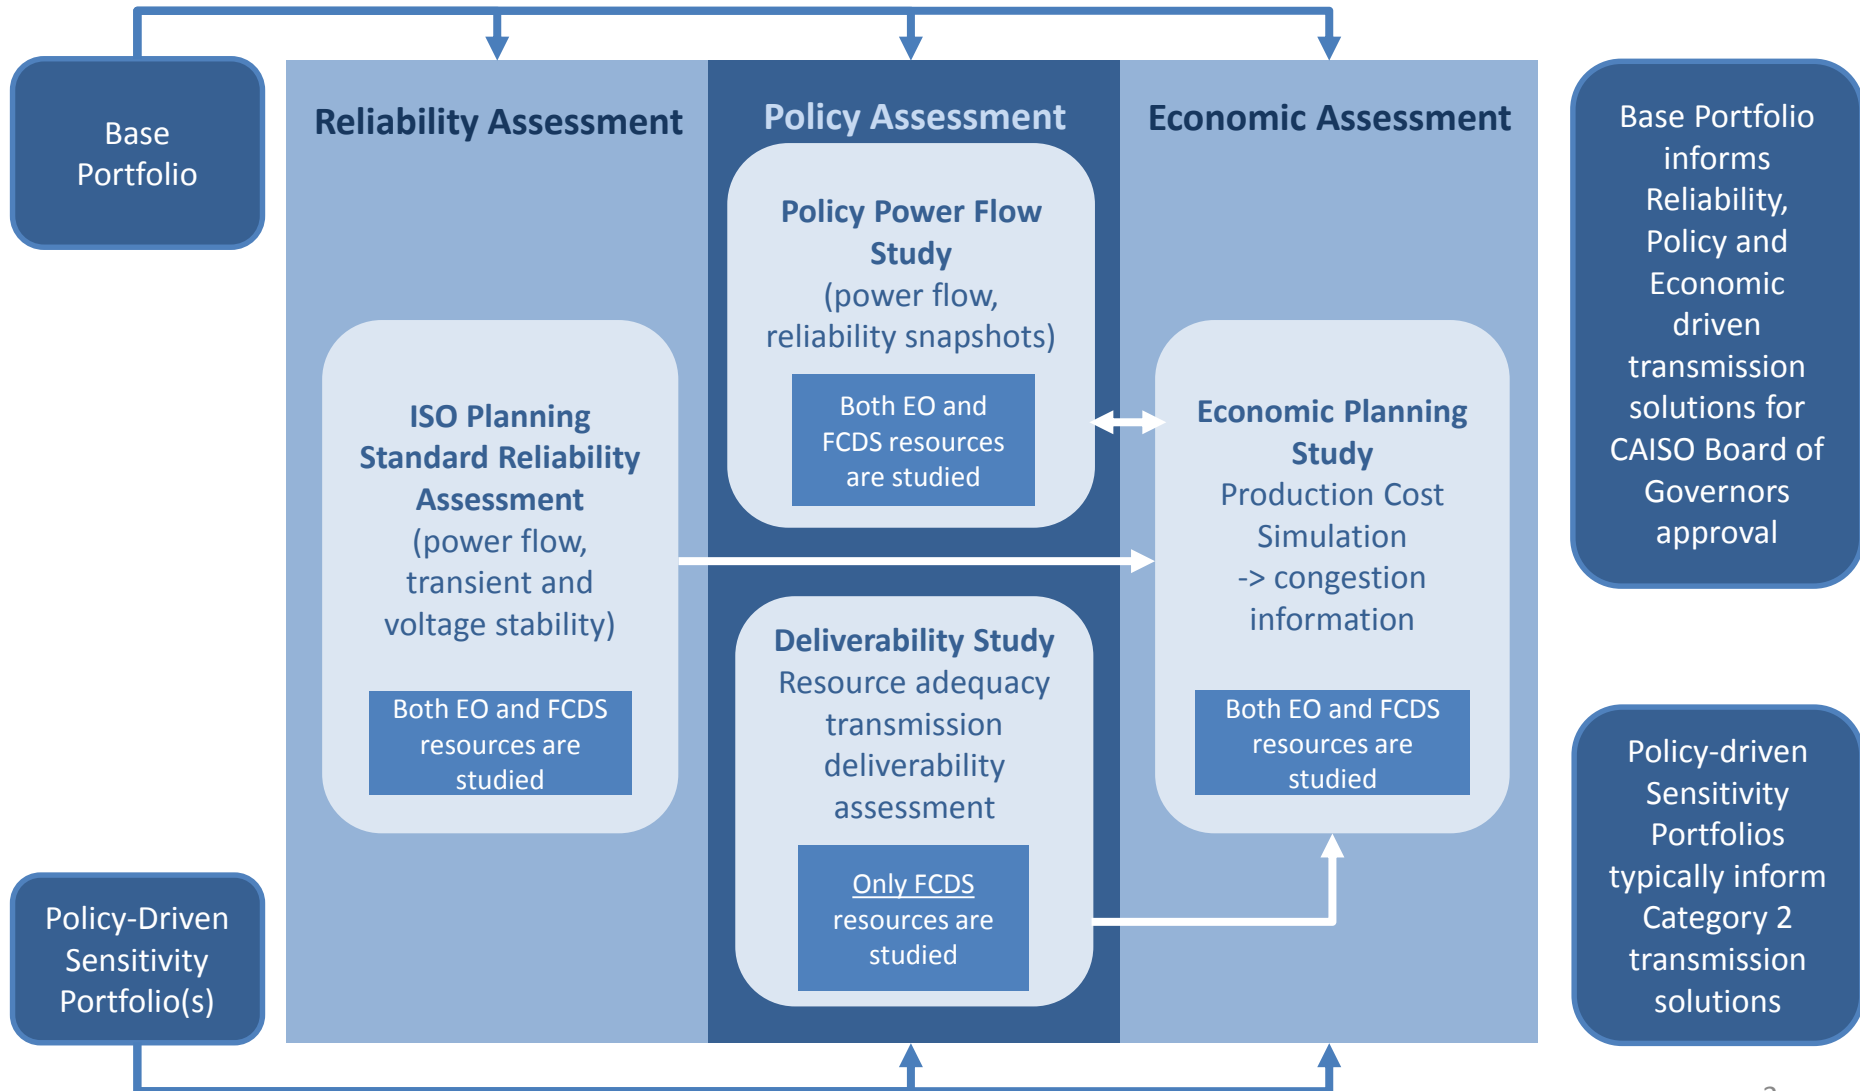 Base
Portfolio
Reliability Assessment
ISO Planning
Standard Reliability
Assessment
(power flow,
transient and
voltage stability)
Both EO and FCDS
resources are
studied
Policy Assessment
Policy Power Flow
Study
(power flow,
reliability snapshots)
Both EO and
FCDS resources
are studied
Deliverability Study
Resource adequacy
transmission
deliverability
assessment
Only FCDS
resources are
studied
Economic Assessment
Economic Planning
Study
Production Cost
Simulation
-> congestion
information
Both EO and FCDS
resources are
studied
Base Portfolio
informs
Reliability,
Policy and
Economic
driven
transmission
solutions for
CAISO Board of
Governors
approval
Policy-Driven
Sensitivity
Portfolio(s)
Policy-driven
Sensitivity
Portfolios
typically inform
Category 2
transmission
solutions